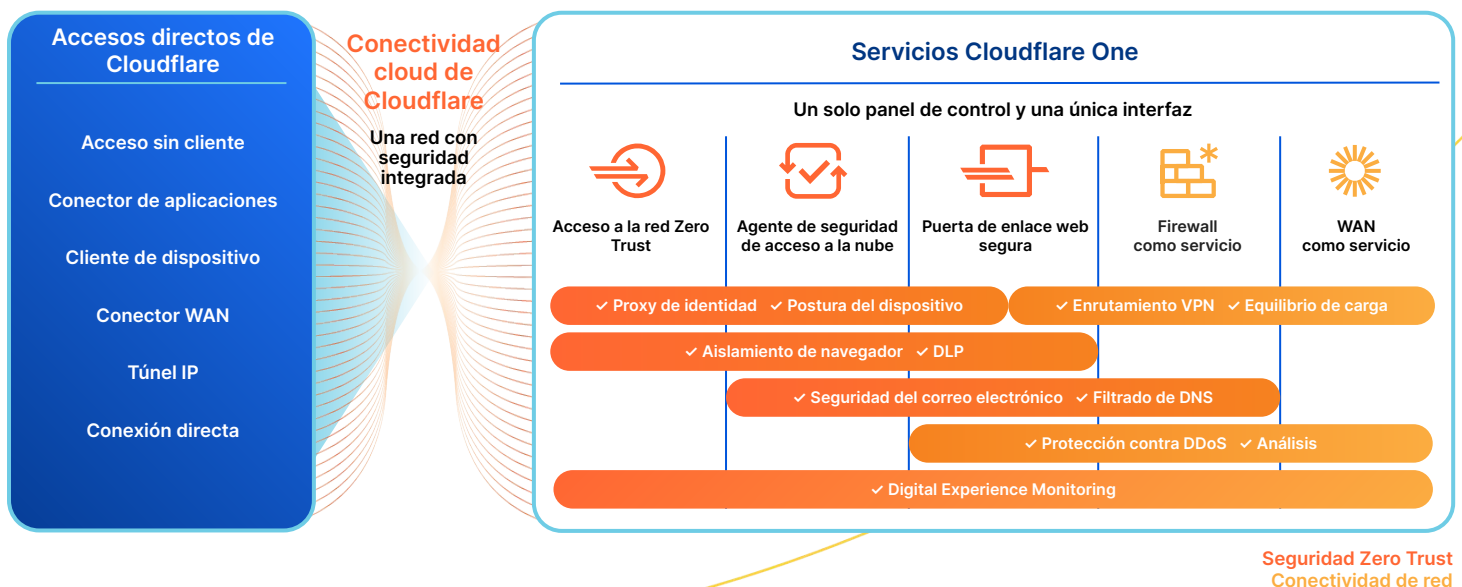 Accesos directos de
Cloudflare
Acceso sin cliente
Conector de aplicaciones
Cliente de dispositivo
Conector WAN
Túnel IP
Conexión directa
Conectividad
cloud de
Cloudflare
Una red con
seguridad
integrada
Servicios Cloudflare One
Un solo panel de control y una única interfaz
Acceso a la red Zero
Trust
Agente de seguridad
de acceso a la nube
Puerta de enlace web
segura
Firewall
como servicio
WAN
como servicio
✓ Proxy de identidad ✓ Postura del dispositivo
✓ Enrutamiento VPN ✓ Equilibrio de carga
✓ Aislamiento de navegador ✓ DLP
✓ Seguridad del correo electrónico ✓ Filtrado de DNS
✓ Protección contra DDoS ✓ Análisis
✓ Digital Experience Monitoring
Seguridad Zero Trust
Conectividad de red